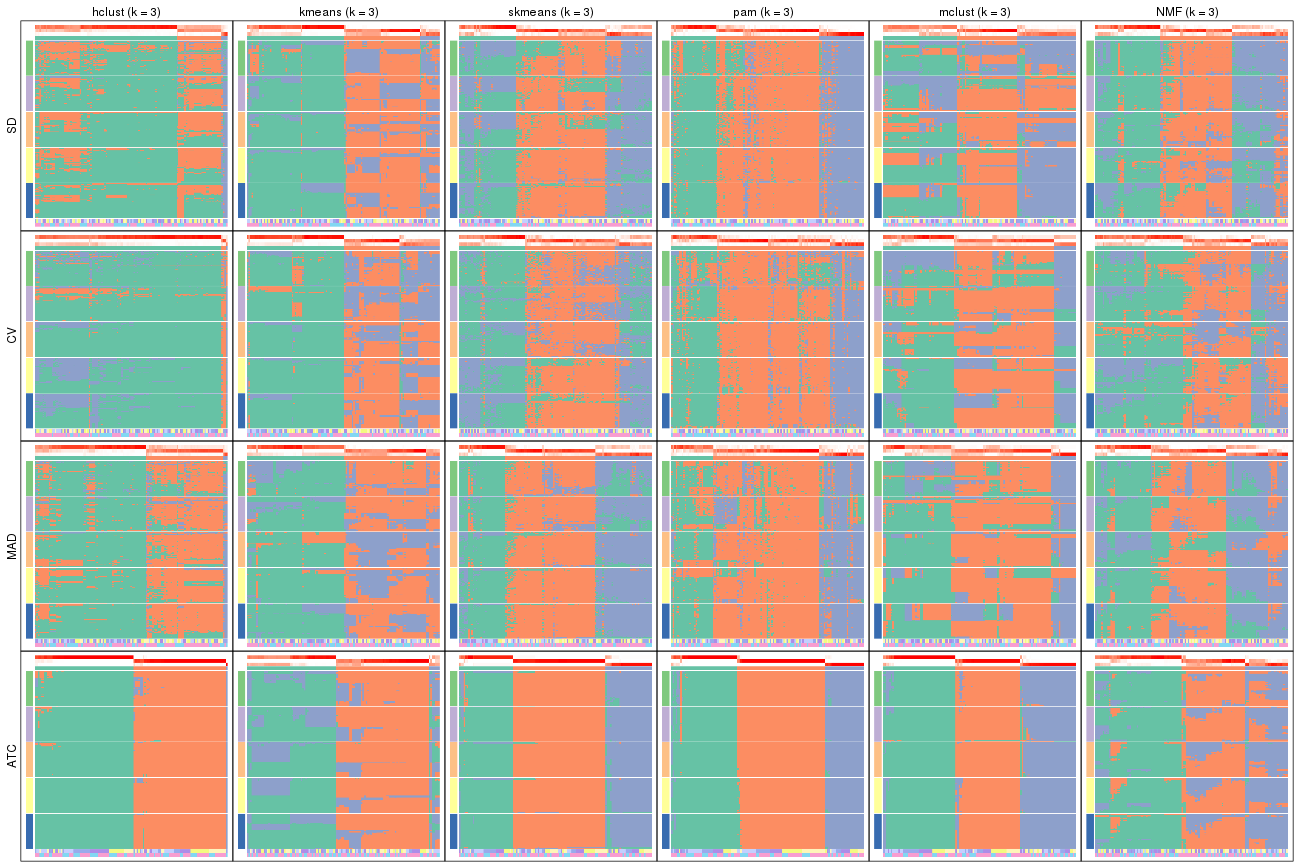 hclust (k = 3) kmeans (k = 3) skmeans (k = 3) pam (k = 3) mclust (k = 3) NMF (k = 3)
SD
CV
MAD
ATC